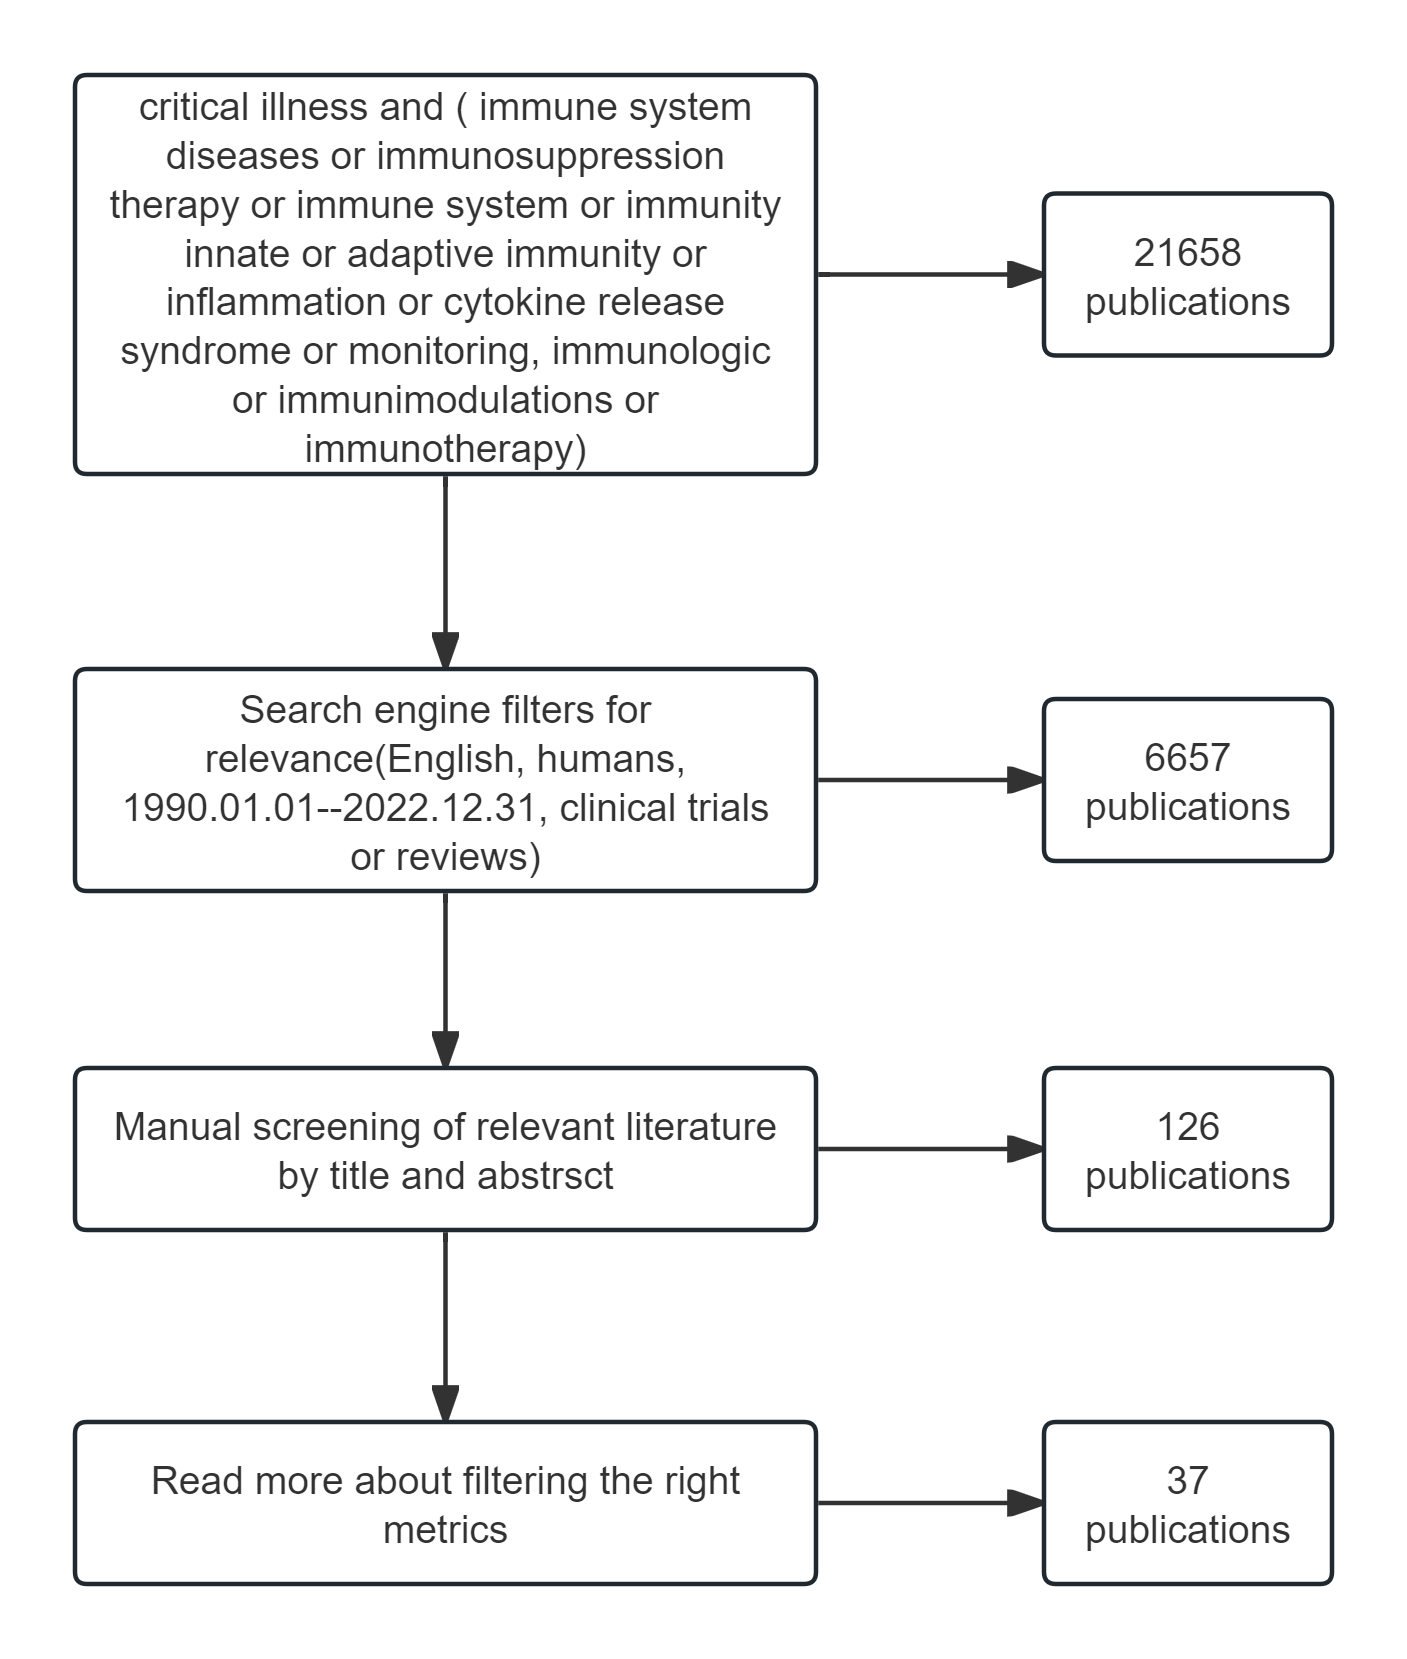 critical illness and ( immune system
diseases or immunosuppression
therapy or immune system or immunity
innate or adaptive immunity or
inflammation or cytokine release
syndrome or monitoring, immunologic
or immunimodulations or
immunotherapy)
21658
publications
Search engine filters for
relevance(English, humans,
1990.01.01--2022.12.31, clinical trials
or reviews)
6657
publications
Manual screening of relevant literature
by title and abstrsct
126
publications
Read more about filtering the right
metrics
37
publications